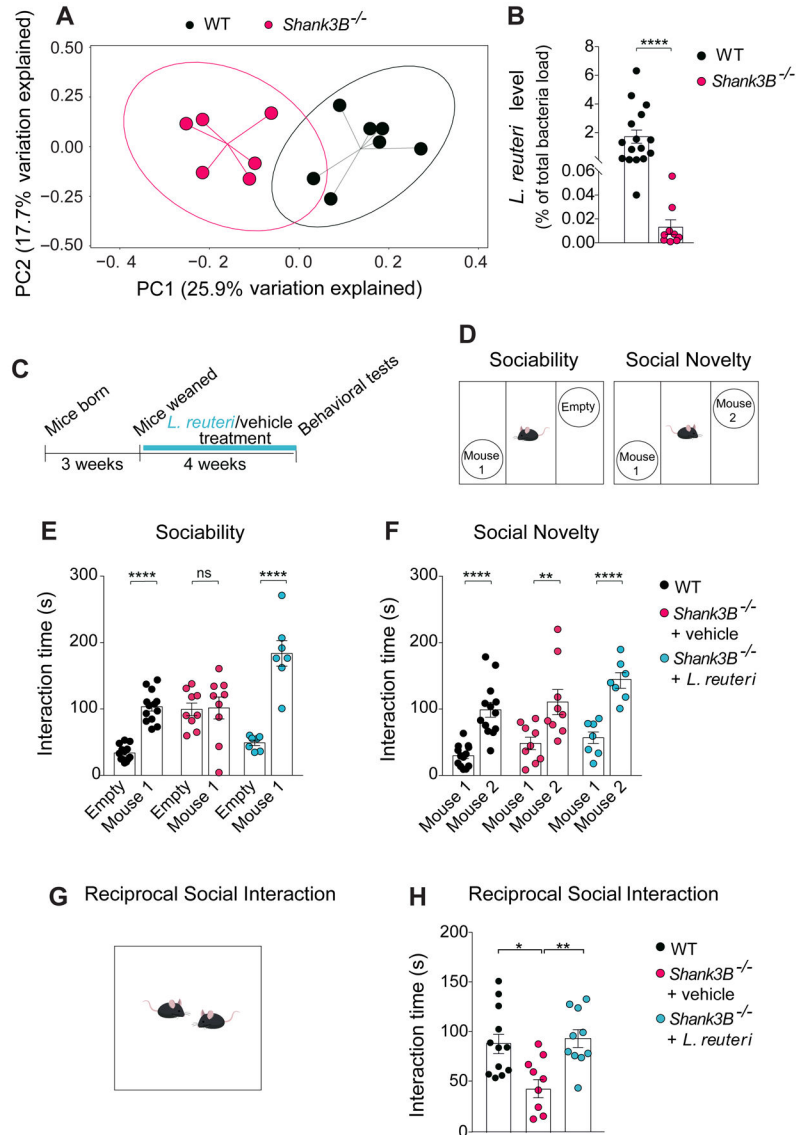 A
WT
Shank3B-/-
PC2 (17.7% variation explained)
0.50
0.25
0.00
−0.25
−0.50
−0.4
−0.2
0.0
0.2
0.4
PC1 (25.9% variation explained)
B
WT
Shank3B-/-
****
L. reuteri level
(% of total bacteria load)
8
6
4
2
0.06
0.04
0.02
0.00
C
Mice born
Mice weaned
L. reuteri/vehicle
treatment
Behavioral tests
3 weeks
4 weeks
D
Sociability
Social Novelty
Empty
Mouse
1
Mouse
2
Mouse
1
E
Sociability
Interaction time (s)
300
200
100
0
****
ns
****
Empty
Mouse 1
Empty
Mouse 1
Empty
Mouse 1
F
Social Novelty
Interaction time (s)
300
200
100
0
****
**
****
Mouse 1
Mouse 2
Mouse 1
Mouse 2
Mouse 1
Mouse 2
WT
Shank3B-/-
+ vehicle
Shank3B-/-
+ L. reuteri
G
Reciprocal Social Interaction
H
Reciprocal Social Interaction
Interaction time (s)
200
150
100
50
0
*
**
WT
Shank3B-/-
+ vehicle
Shank3B-/-
+ L. reuteri